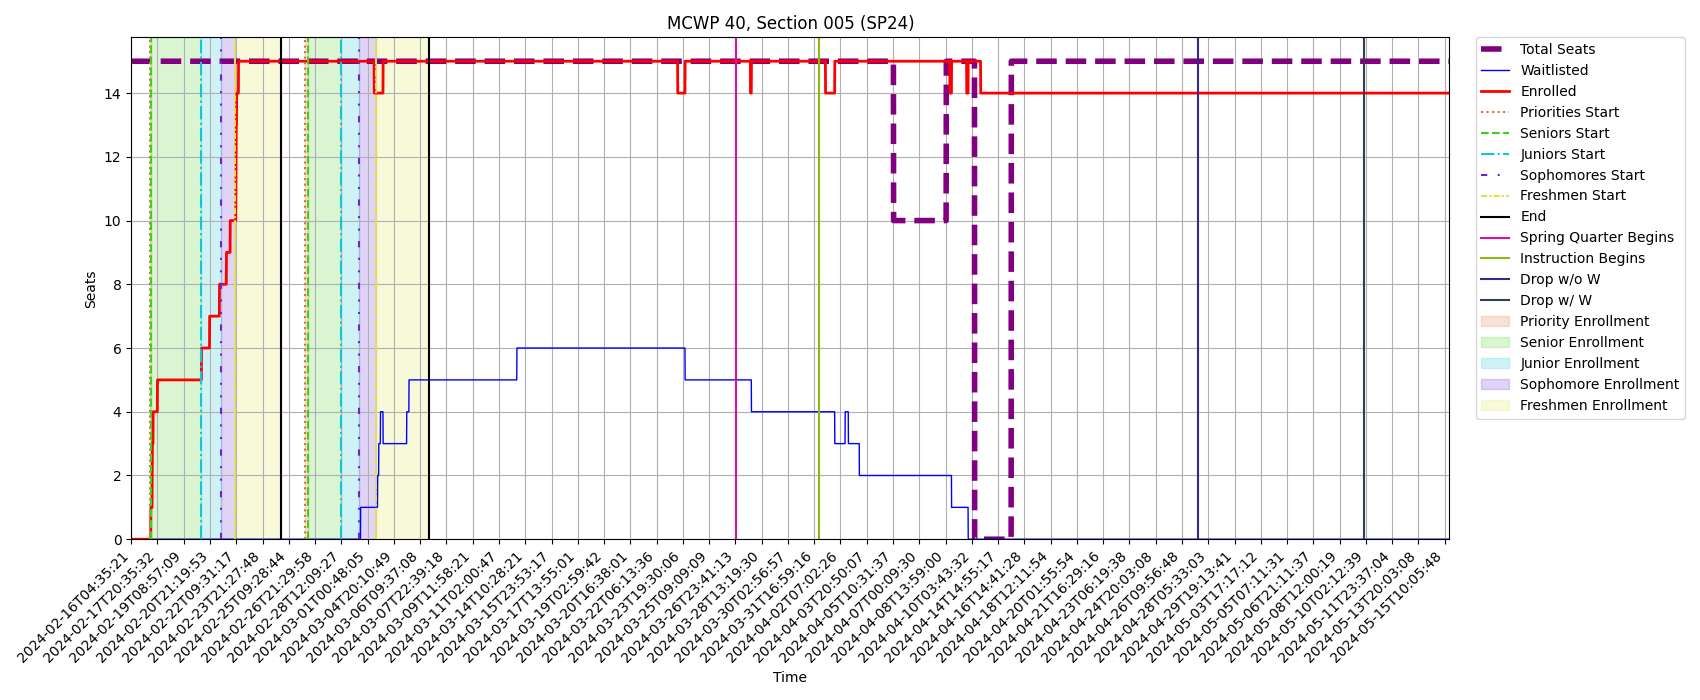 MCWP 40, Section 005 (SP24)
Total Seats
Waitlisted
Enrolled
Priorities Start
Seniors Start
Juniors Start
Sophomores Start
Freshmen Start
End
Spring Quarter Begins
Instruction Begins
Drop w/o W
Drop w/ W
Priority Enrollment
Senior Enrollment
Junior Enrollment
Sophomore Enrollment
Freshmen Enrollment
Seats
14
12
10
8
6
4
2
0
2024-02-16T04:35:21
2024-02-17T20:35:32
2024-02-19T08:57:09
2024-02-20T21:19:53
2024-02-22T09:31:17
2024-02-23T21:27:48
2024-02-25T09:28:44
2024-02-26T21:29:58
2024-02-28T12:09:27
2024-03-01T00:48:05
2024-03-04T20:10:49
2024-03-06T09:37:08
2024-03-07T22:39:18
2024-03-09T11:58:21
2024-03-11T02:00:47
2024-03-14T10:28:21
2024-03-15T23:53:17
2024-03-17T13:55:01
2024-03-19T02:59:42
2024-03-20T16:38:01
2024-03-22T06:13:36
2024-03-23T19:30:06
2024-03-25T09:09:09
2024-03-26T23:41:13
2024-03-28T13:19:30
2024-03-30T02:56:57
2024-03-31T16:59:16
2024-04-02T07:02:26
2024-04-03T20:50:07
2024-04-05T10:31:37
2024-04-07T00:09:30
2024-04-08T13:59:00
2024-04-10T03:43:32
2024-04-14T14:55:17
2024-04-16T14:41:28
2024-04-18T12:11:54
2024-04-20T01:55:54
2024-04-21T16:29:16
2024-04-23T06:19:38
2024-04-24T20:03:08
2024-04-26T09:56:48
2024-04-28T05:33:03
2024-04-29T19:13:41
2024-05-03T17:17:12
2024-05-05T07:11:31
2024-05-06T21:11:37
2024-05-08T12:00:19
2024-05-10T02:12:39
2024-05-11T23:37:04
2024-05-13T20:03:08
2024-05-15T10:05:48
Time